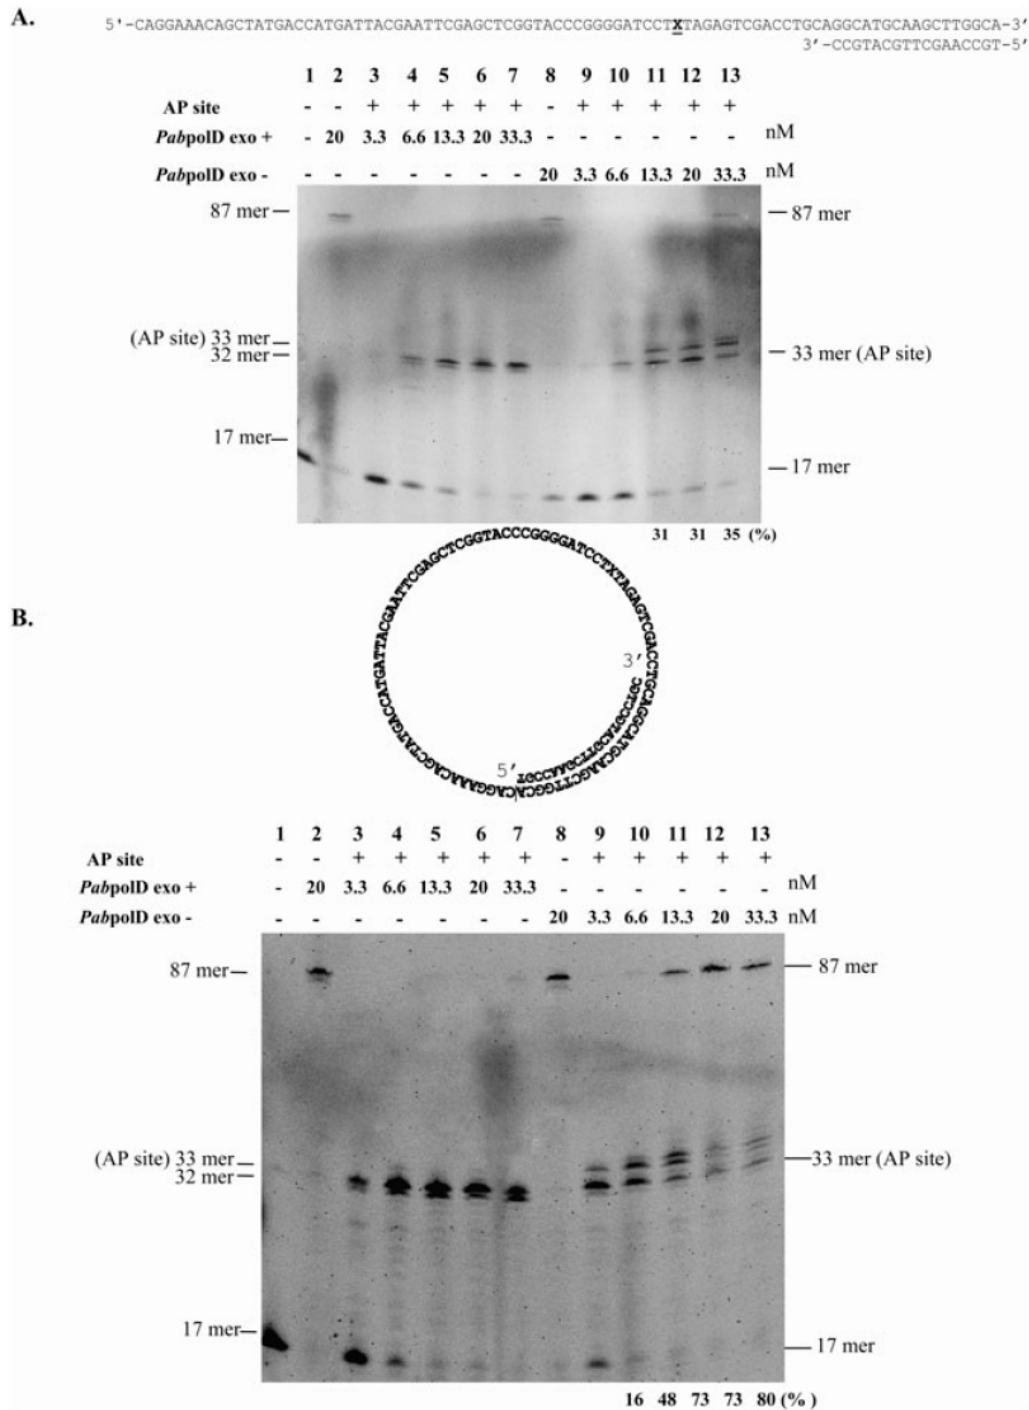 A.
5'-CAGGAAACAGCTATGACCATGATTACGAATTCGAGCTCGGTACCCGGGGATCCTXTAGAGTCGACCTGCAGGCATGCAAGCTTGGCA-3'
3'-CCGTACGTTCGAACCGT-5'
1 2 3 4 5 6 7 8 9 10 11 12 13
AP site - - + + + + + - + + + + +
PabpolD exo + - 20 3.3 6.6 13.3 20 33.3 - - - - - - nM
PabpolD exo - - - - - - - - 20 3.3 6.6 13.3 20 33.3 nM
87 mer 87 mer
(AP site) 33 mer 33 mer (AP site)
32 mer
17 mer 17 mer
31 31 35 (%)
B.
CAGGAAACAGCTATGACCATGATTACGAATTCGAGCTCGGTACCCGGGGATCCTXTAGAGTCGACCTGCAGGCATGCAAGCTTGGCA
3'
5'
1 2 3 4 5 6 7 8 9 10 11 12 13
AP site - - + + + + + - + + + + +
PabpolD exo + - 20 3.3 6.6 13.3 20 33.3 - - - - - - nM
PabpolD exo - - - - - - - - 20 3.3 6.6 13.3 20 33.3 nM
87 mer 87 mer
(AP site) 33 mer 33 mer (AP site)
32 mer
17 mer 17 mer
16 48 73 73 80 (% )